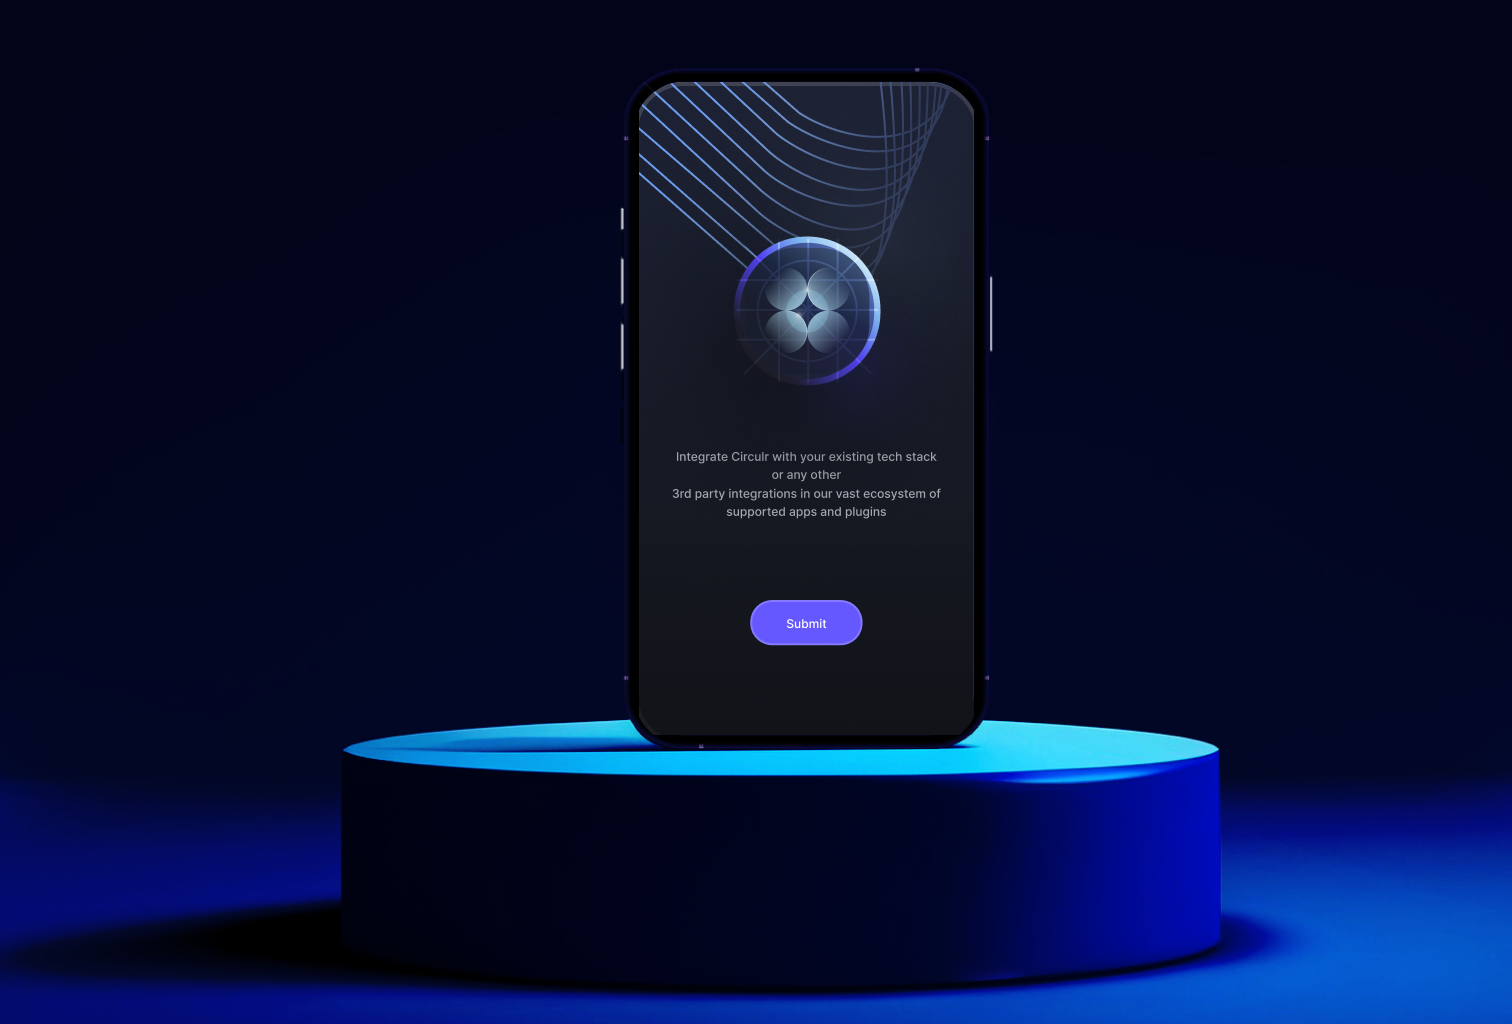 Integrate Circulr with your existing tech stack
or any other
3rd party integrations in our vast ecosystem of
supported apps and plugins
Submit